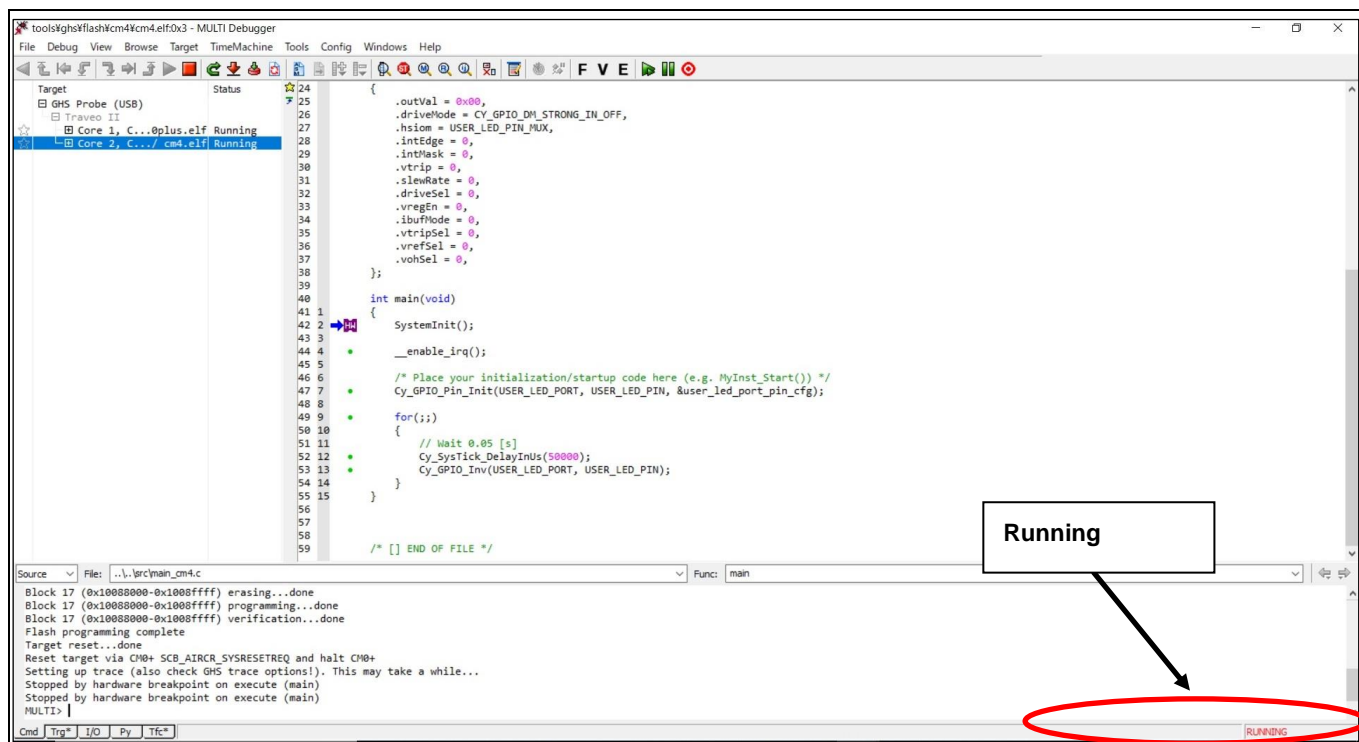 tools¥ghs¥flash¥cm4¥cm4.elf:0x3 - MULTI Debugger
File Debug View Browse Target TimeMachine Tools Config Windows Help
F V E
Target Status
GHS Probe (USB)
Traveo II
Core 1, C...0plus.elf Running
Core 2, C.../ cm4.elf Running
24 {
25 .outVal = 0x00,
26 .driveMode = CY_GPIO_DM_STRONG_IN_OFF,
27 .hsiom = USER_LED_PIN_MUX,
28 .intEdge = 0,
29 .intMask = 0,
30 .vtrip = 0,
31 .slewRate = 0,
32 .driveSel = 0,
33 .vregEn = 0,
34 .ibufMode = 0,
35 .vtripSel = 0,
36 .vrefSel = 0,
37 .vohSel = 0,
38 };
39
40 int main(void)
41 1 {
42 2 HW SystemInit();
43 3
44 4 __enable_irq();
45 5
46 6 /* Place your initialization/startup code here (e.g. MyInst_Start()) */
47 7 Cy_GPIO_Pin_Init(USER_LED_PORT, USER_LED_PIN, &user_led_port_pin_cfg);
48 8
49 9 for(;;)
50 10 {
51 11 // Wait 0.05 [s]
52 12 Cy_SysTick_DelayInUs(50000);
53 13 Cy_GPIO_Inv(USER_LED_PORT, USER_LED_PIN);
54 14 }
55 15 }
56
57
58
59 /* [] END OF FILE */
Running
Source File: ..\..\src\main_cm4.c Func: main
Block 17 (0x10088000-0x1008ffff) erasing...done
Block 17 (0x10088000-0x1008ffff) programming...done
Block 17 (0x10088000-0x1008ffff) verification...done
Flash programming complete
Target reset...done
Reset target via CM0+ SCB_AIRCR_SYSRESETREQ and halt CM0+
Setting up trace (also check GHS trace options!). This may take a while...
Stopped by hardware breakpoint on execute (main)
Stopped by hardware breakpoint on execute (main)
MULTI>
Cmd Trg* I/O Py Tfc* RUNNING